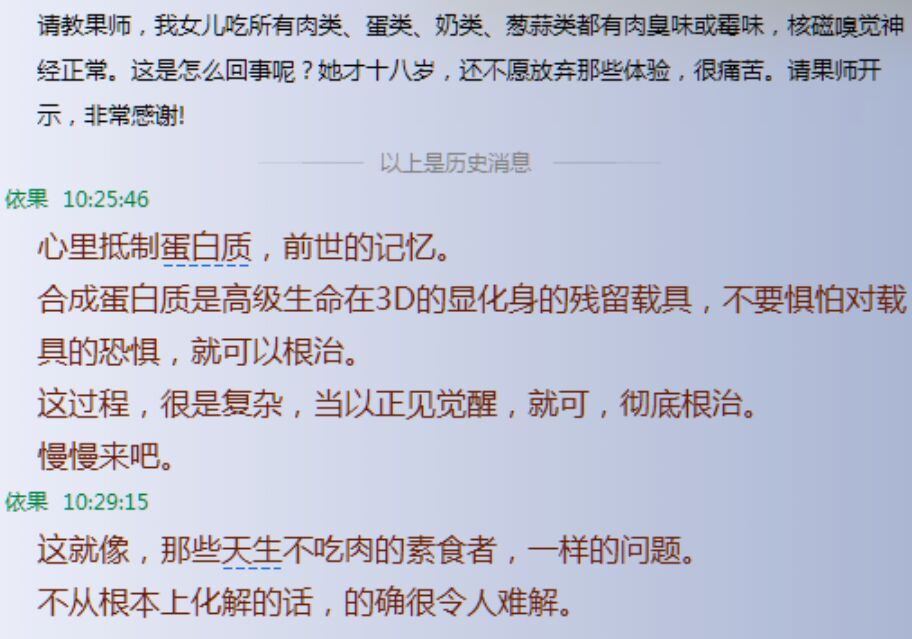 请教果师，我女儿吃所有肉类、蛋类、奶类、葱蒜类都有肉臭味或霉味，核磁嗅觉神
经正常。这是怎么回事呢？她才十八岁，还不愿放弃那些体验，很痛苦。请果师开
示，非常感谢!
以上是历史消息
依果 10:25:46
心里抵制蛋白质，前世的记忆。
合成蛋白质是高级生命在3D的显化身的残留载具，不要惧怕对载
具的恐惧，就可以根治。
这过程，很是复杂，当以正见觉醒，就可，彻底根治。
慢慢来吧。
依果 10:29:15
这就像，那些天生不吃肉的素食者，一样的问题。
不从根本上化解的话，的确很令人难解。